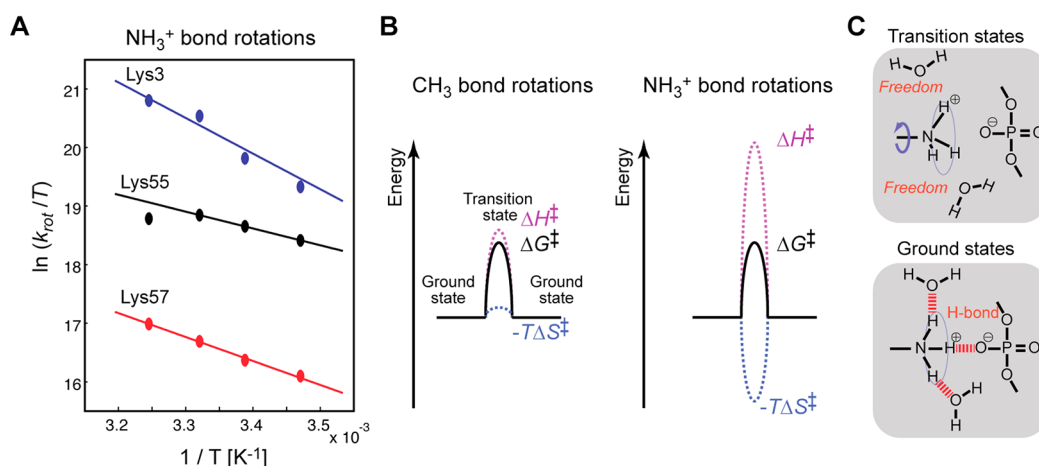 A
NH₃⁺ bond rotations
ln (k_rot / T)
21
20
19
18
17
16
Lys3
Lys55
Lys57
3.2
3.3
3.4
3.5
x 10⁻³
1 / T [K⁻¹]
B
CH₃ bond rotations
Energy
Transition
state
ΔH‡
ΔG‡
Ground
state
Ground
state
-TΔS‡
NH₃⁺ bond rotations
Energy
ΔH‡
ΔG‡
-TΔS‡
C
Transition states
H O H
Freedom
H ⊕
N H H
⊖ O P O
O
O
Freedom
O H
H
Ground states
H O H
H-bond
H ⊕ ⊖ O
N H O P O
H O
H
O
H